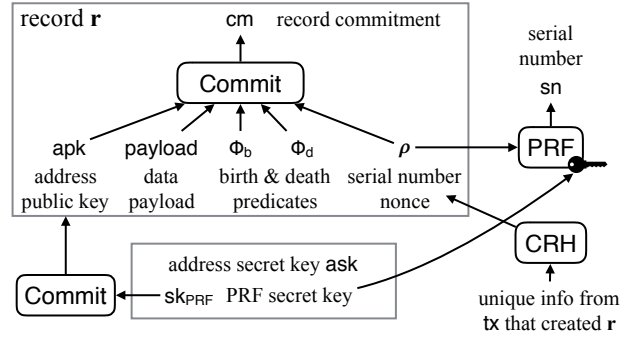 record r
cm record commitment
Commit
apk payload Φb Φd ρ
address data birth & death serial number
public key payload predicates nonce
serial
number
sn
PRF
CRH
unique info from
tx that created r
address secret key ask
skPRF PRF secret key
Commit